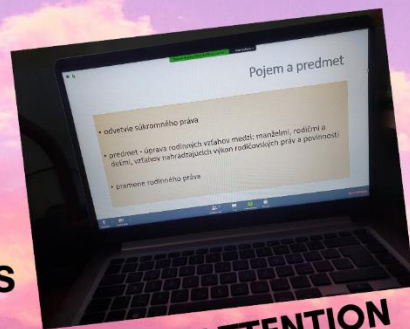 Pojem a predmet
• odvetvie súkromného práva
• predmet - úprava rodinných vzťahov medzi: manželmi, rodičmi a
deťmi, vzťahov nahradzujúcich výkon rodičovských práv a povinností
• pramene rodinného práva
S
ATTENTION